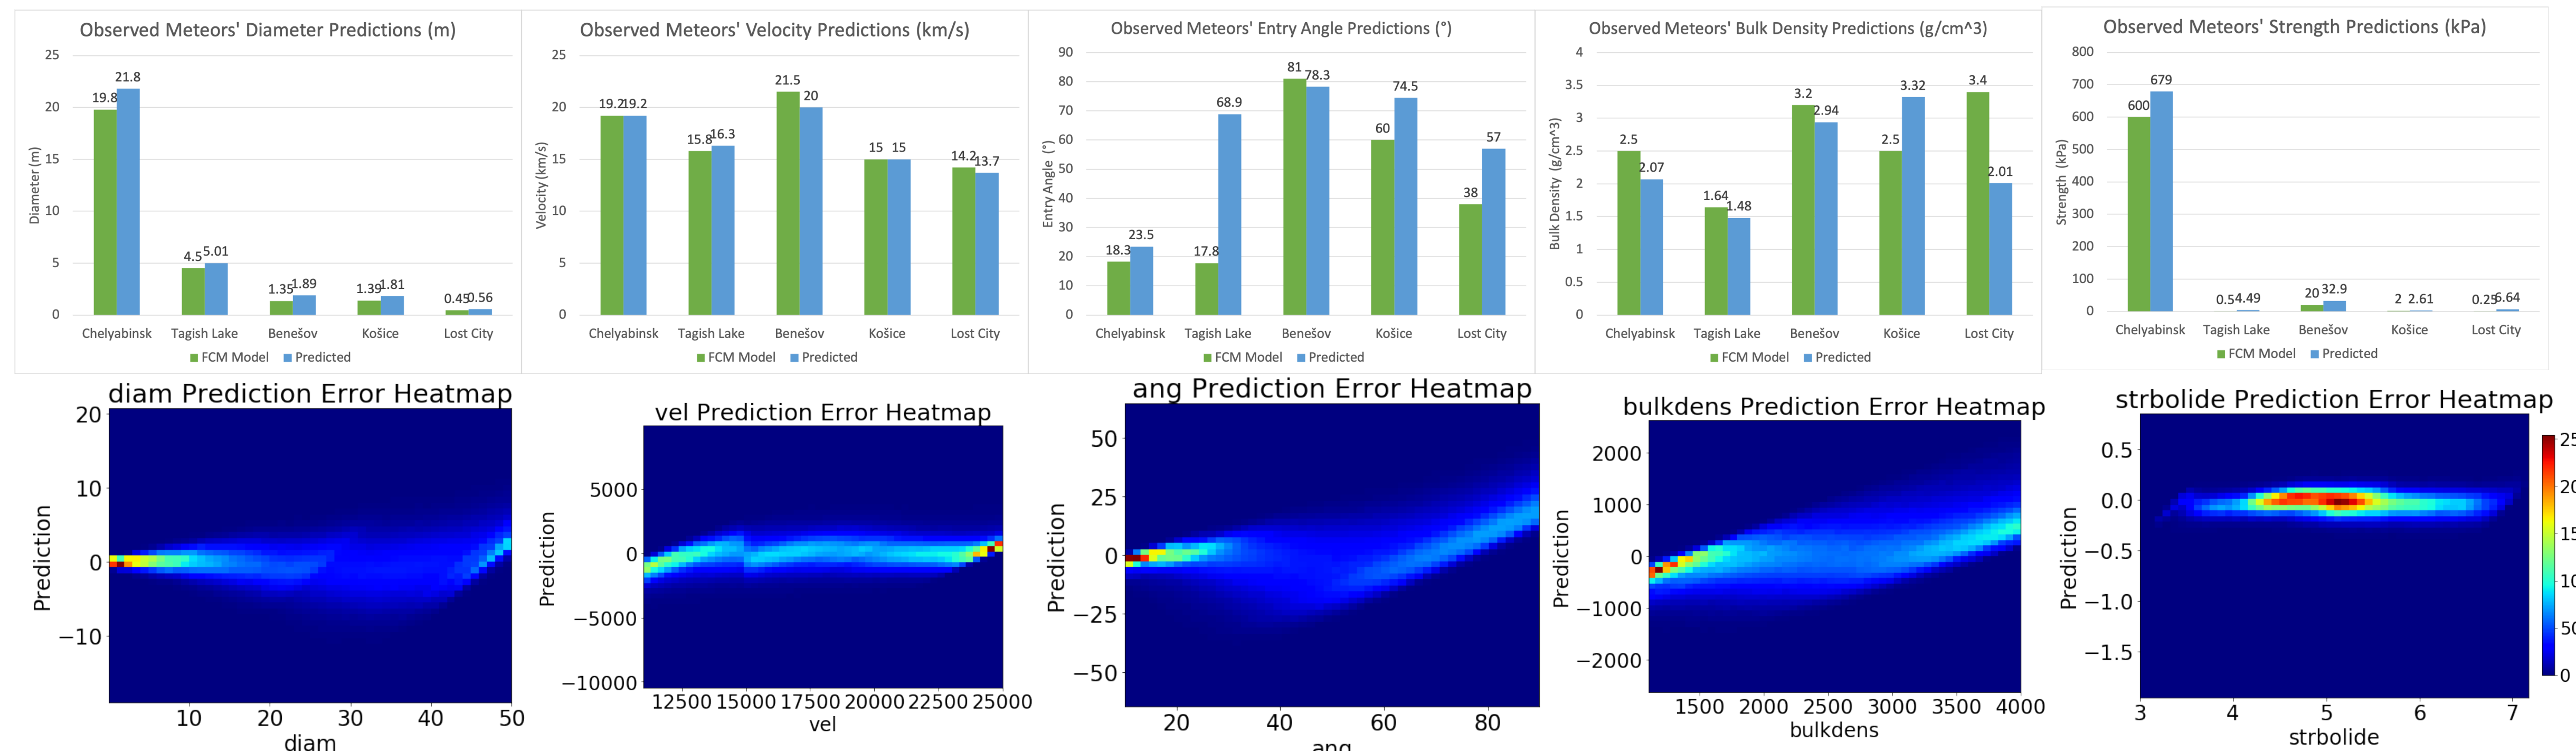 Observed Meteors' Diameter Predictions (m)
25
20
15
10
5
0
Diameter (m)
19.8 21.8
4.5 5.01
1.35 1.89
1.39 1.81
0.45 0.56
Chelyabinsk Tagish Lake Benešov Košice Lost City
FCM Model Predicted
Observed Meteors' Velocity Predictions (km/s)
25
20
15
10
5
0
Velocity (km/s)
19.2 19.2
15.8 16.3
21.5 20
15 15
14.2 13.7
Chelyabinsk Tagish Lake Benešov Košice Lost City
FCM Model Predicted
Observed Meteors' Entry Angle Predictions (°)
90
80
70
60
50
40
30
20
10
0
Entry Angle (°)
18.3 23.5
17.8 68.9
81 78.3
60 74.5
38 57
Chelyabinsk Tagish Lake Benešov Košice Lost City
FCM Model Predicted
Observed Meteors' Bulk Density Predictions (g/cm^3)
4
3.5
3
2.5
2
1.5
1
0.5
0
Bulk Density (g/cm^3)
2.5 2.07
1.64 1.48
3.2 2.94
2.5 3.32
3.4 2.01
Chelyabinsk Tagish Lake Benešov Košice Lost City
FCM Model Predicted
Observed Meteors' Strength Predictions (kPa)
800
700
600
500
400
300
200
100
0
Strength (kPa)
600 679
0.5 4.49
20 32.9
2 2.61
0.25 6.64
Chelyabinsk Tagish Lake Benešov Košice Lost City
FCM Model Predicted
diam Prediction Error Heatmap
20
10
0
−10
Prediction
10 20 30 40 50
diam
vel Prediction Error Heatmap
5000
0
−5000
−10000
Prediction
12500 15000 17500 20000 22500 25000
vel
ang Prediction Error Heatmap
50
25
0
−25
−50
Prediction
20 40 60 80
ang
bulkdens Prediction Error Heatmap
2000
1000
0
−1000
−2000
Prediction
1500 2000 2500 3000 3500 4000
bulkdens
strbolide Prediction Error Heatmap
0.5
0.0
−0.5
−1.0
−1.5
Prediction
3 4 5 6 7
strbolide
0